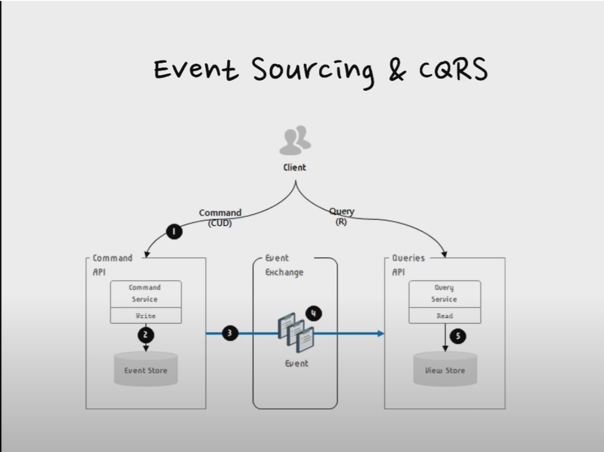 Event Sourcing & CQRS
Client
Command
(CUD)
Query
(R)
1
Command
API
Command
Service
Write
2
Event Store
3
Event
Exchange
4
Event
Queries
API
Query
Service
Read
5
View Store